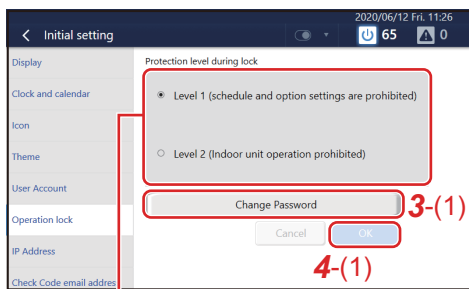 2020/06/12 Fri. 11:26
Initial setting
65
0
Display
Protection level during lock
Clock and calendar
Level 1 (schedule and option settings are prohibited)
Icon
Theme
Level 2 (Indoor unit operation prohibited)
User Account
Change Password
3-(1)
Operation lock
Cancel
OK
IP Address
4-(1)
Check Code email addres